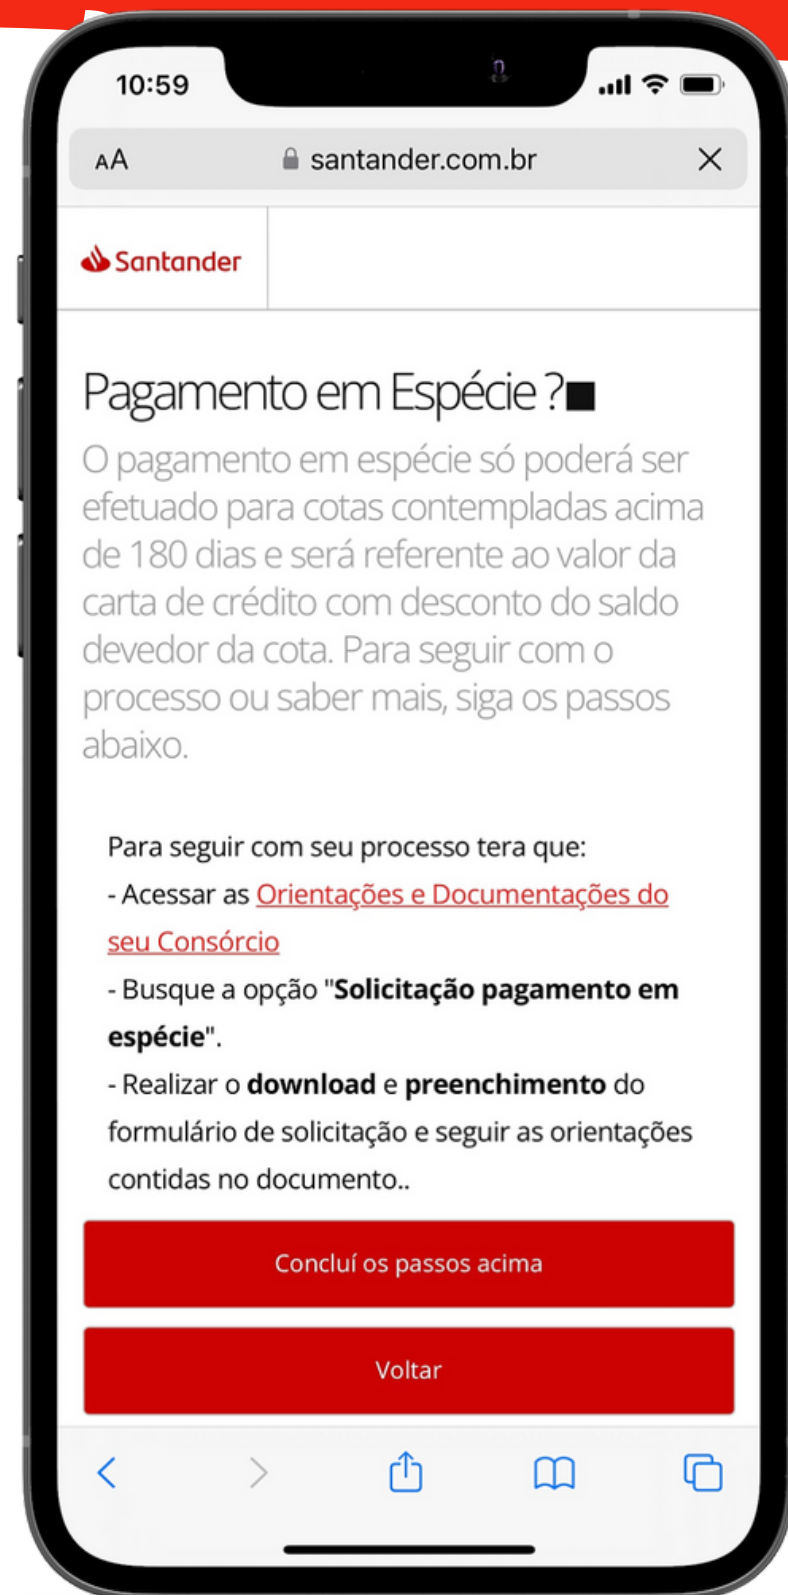 10:59
AA santander.com.br
Santander
Pagamento em Espécie ?■
O pagamento em espécie só poderá ser
efetuado para cotas contempladas acima
de 180 dias e será referente ao valor da
carta de crédito com desconto do saldo
devedor da cota. Para seguir com o
processo ou saber mais, siga os passos
abaixo.
Para seguir com seu processo tera que:
- Acessar as Orientações e Documentações do
seu Consórcio
- Busque a opção "Solicitação pagamento em
espécie".
- Realizar o download e preenchimento do
formulário de solicitação e seguir as orientações
contidas no documento..
Concluí os passos acima
Voltar